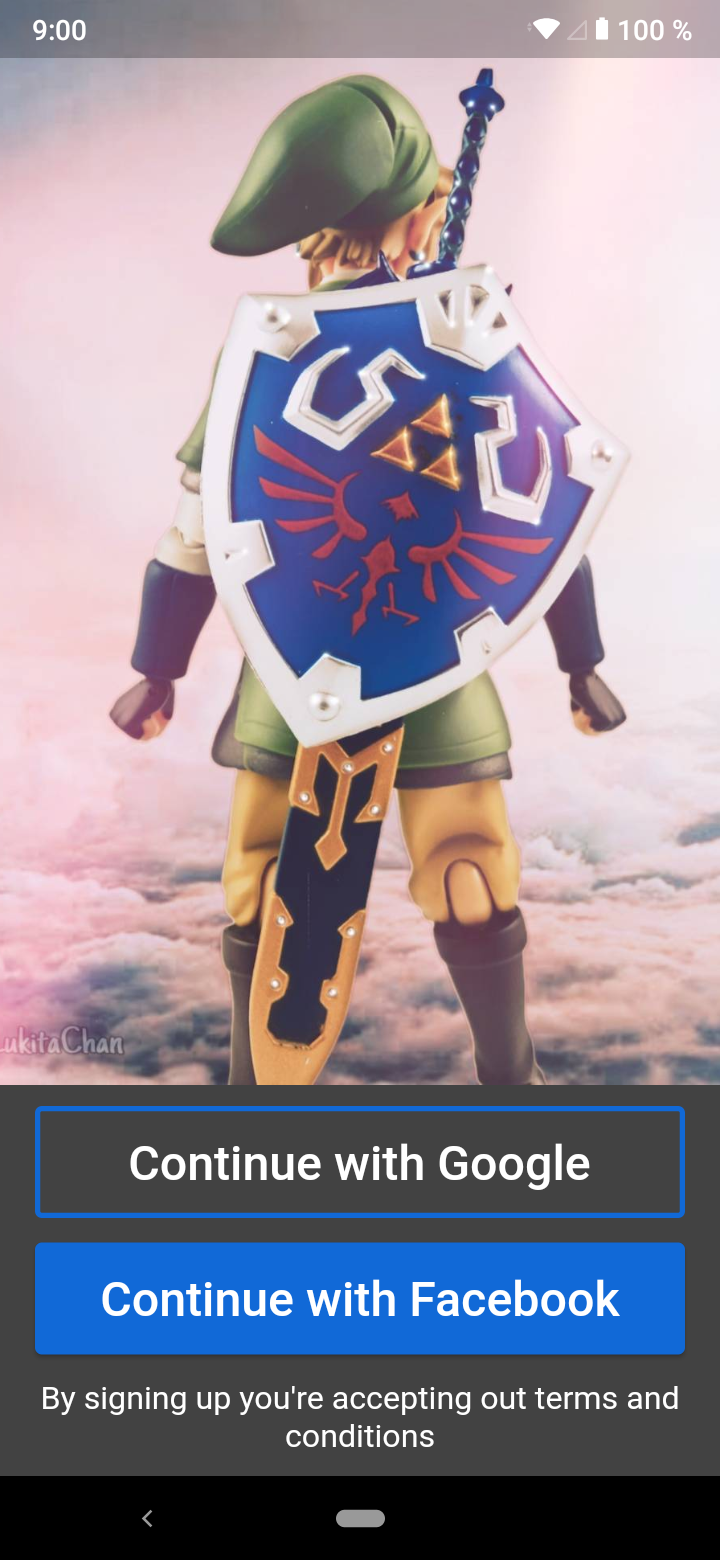 9:00
100 %
ukitaChan
Continue with Google
Continue with Facebook
By signing up you're accepting out terms and
conditions